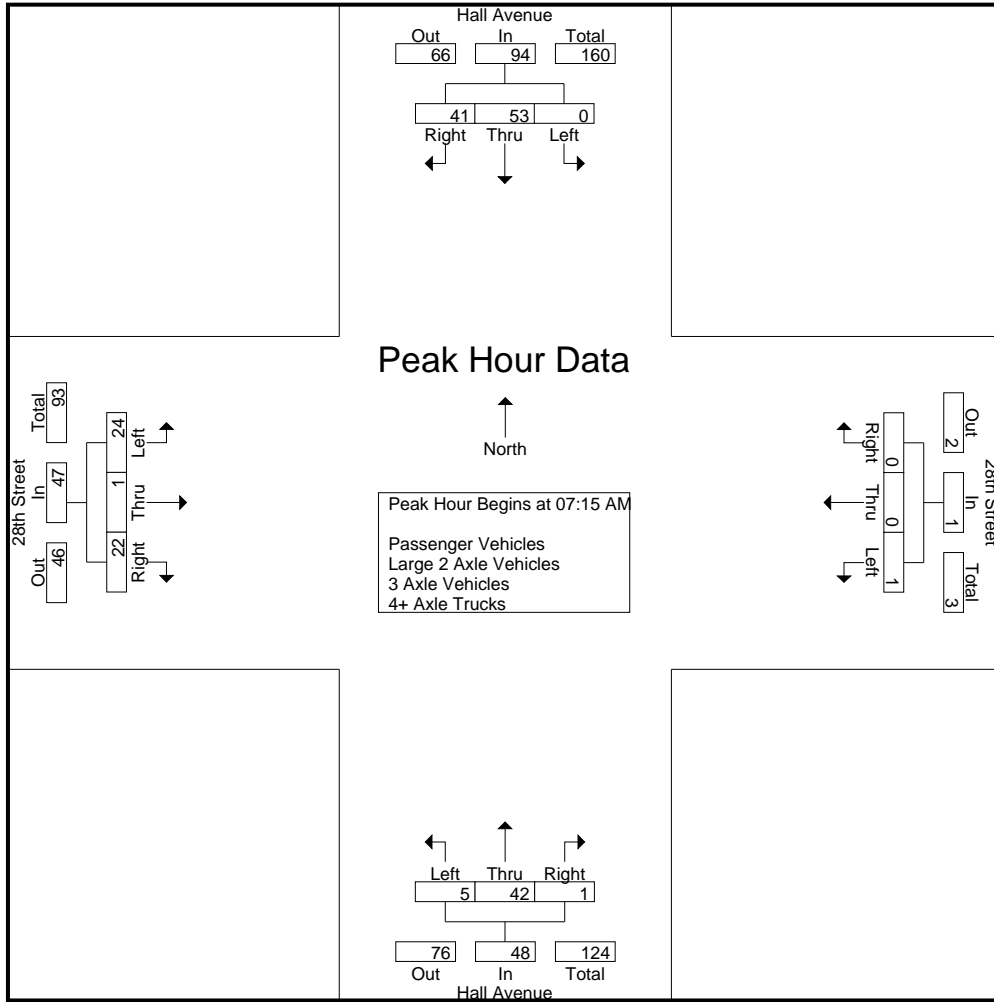 Hall Avenue
Out In Total
66 94 160
41 53 0
Right Thru Left
Peak Hour Data
North
Peak Hour Begins at 07:15 AM
Passenger Vehicles
Large 2 Axle Vehicles
3 Axle Vehicles
4+ Axle Trucks
28th Street
Out In Total
46 47 93
22 1 24
Right Thru Left
28th Street
Out In Total
2 1 3
0 0 1
Right Thru Left
Left Thru Right
5 42 1
76 48 124
Out In Total
Hall Avenue